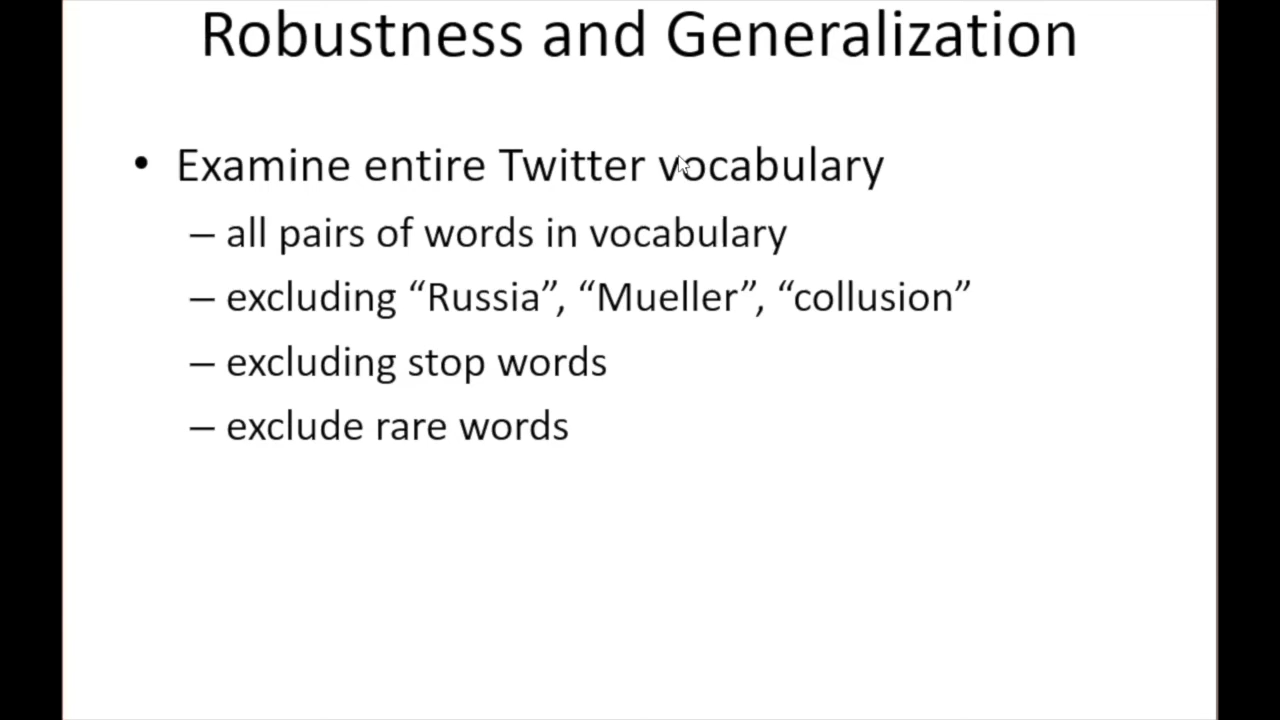 Robustness and Generalization
• Examine entire Twitter vocabulary
– all pairs of words in vocabulary
– excluding “Russia”, “Mueller”, “collusion”
– excluding stop words
– exclude rare words